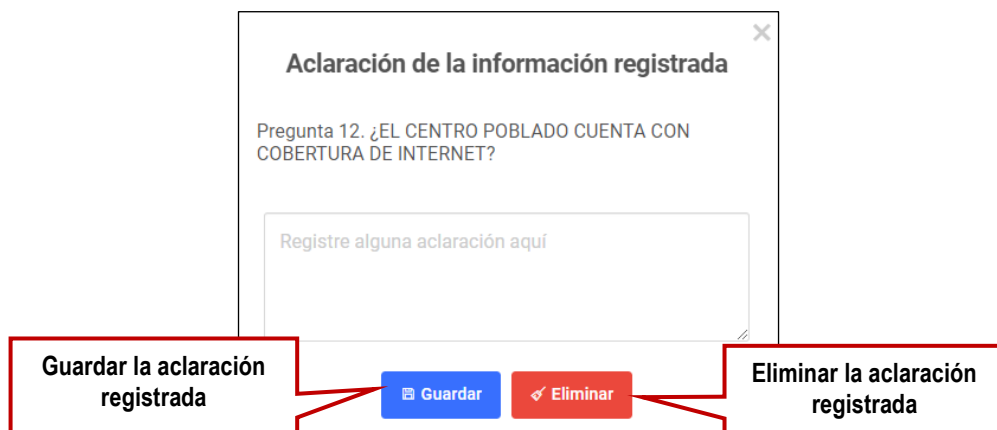 Aclaración de la información registrada
Pregunta 12. ¿EL CENTRO POBLADO CUENTA CON
COBERTURA DE INTERNET?
Registre alguna aclaración aquí
Guardar la aclaración
registrada
Guardar
Eliminar
Eliminar la aclaración
registrada